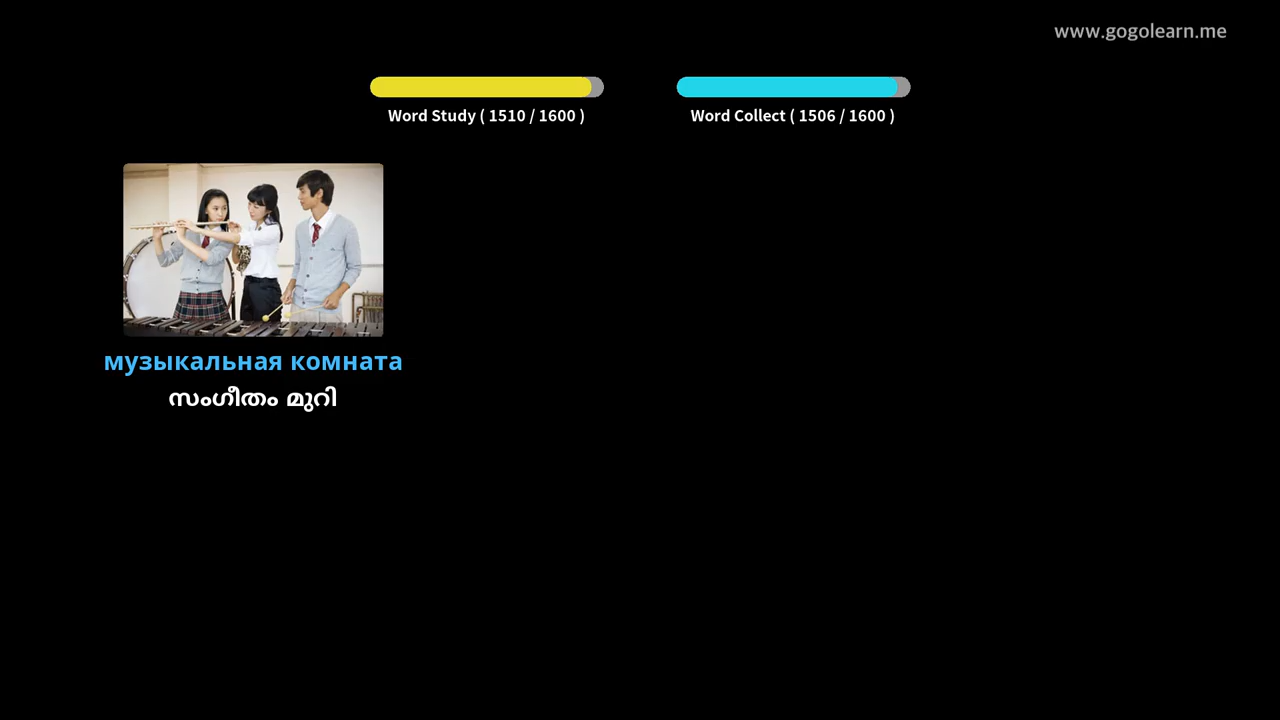 www.gogolearn.me
Word Study ( 1510 / 1600 )
Word Collect ( 1506 / 1600 )
музыкальная комната
സംഗീതം മുറി